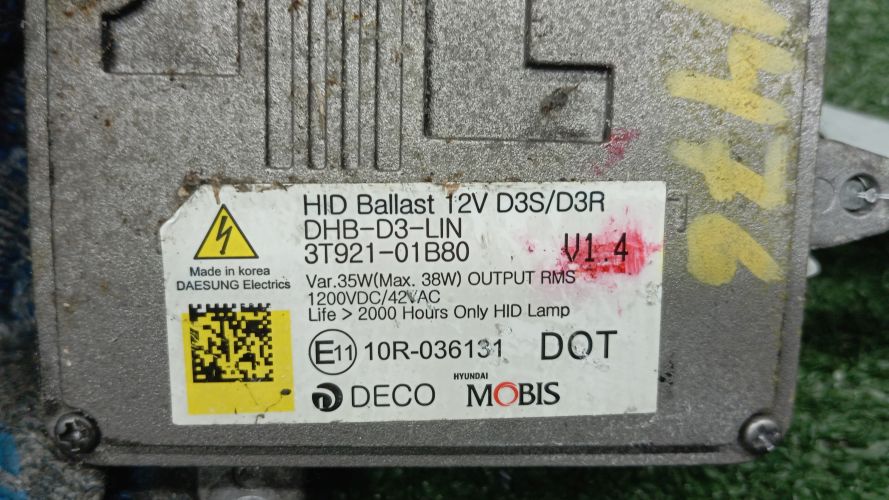 1476
HID Ballast 12V D3S/D3R
DHB-D3-LIN
3T921-01B80
V1.4
Made in korea
DAESUNG Electrics
Var.35W(Max. 38W) OUTPUT RMS
1200VDC/42VAC
Life > 2000 Hours Only HID Lamp
E11 10R-036131 DOT
DECO
HYUNDAI
MOBIS